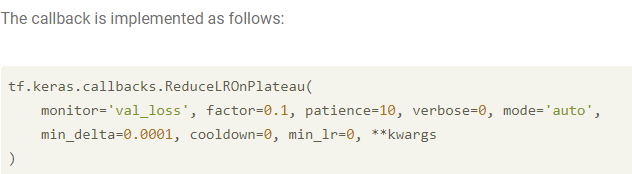 The callback is implemented as follows:
tf.keras.callbacks.ReduceLROnPlateau(
    monitor='val_loss', factor=0.1, patience=10, verbose=0, mode='auto',
    min_delta=0.0001, cooldown=0, min_lr=0, **kwargs
)